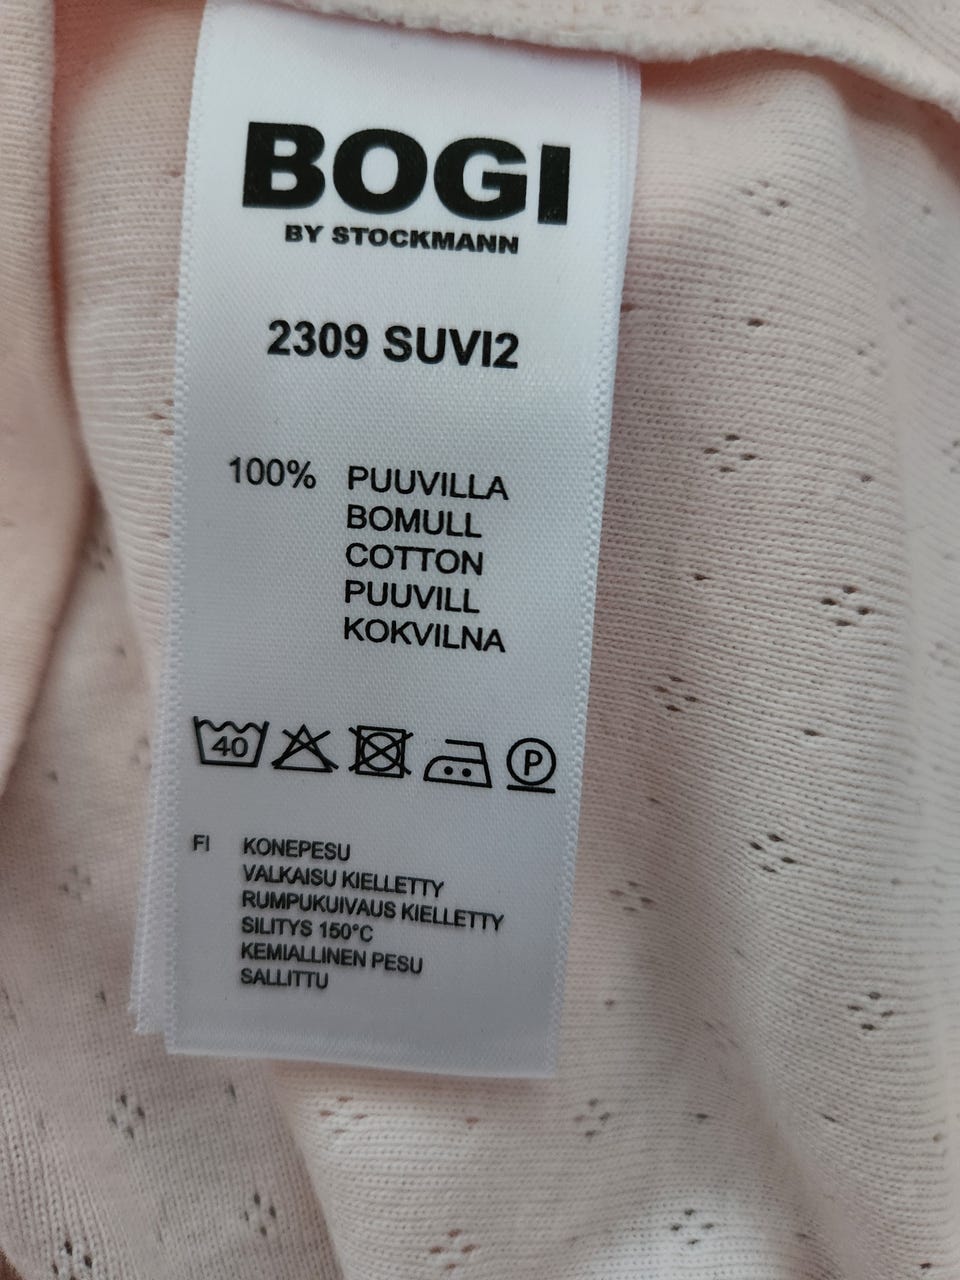 BOGI
BY STOCKMANN
2309 SUVI2
100% PUUVILLA
BOMULL
COTTON
PUUVILL
KOKVILNA
40 P
FI KONEPESU
VALKAISU KIELLETTY
RUMPUKUIVAUS KIELLETTY
SILITYS 150°C
KEMIALLINEN PESU
SALLITTU